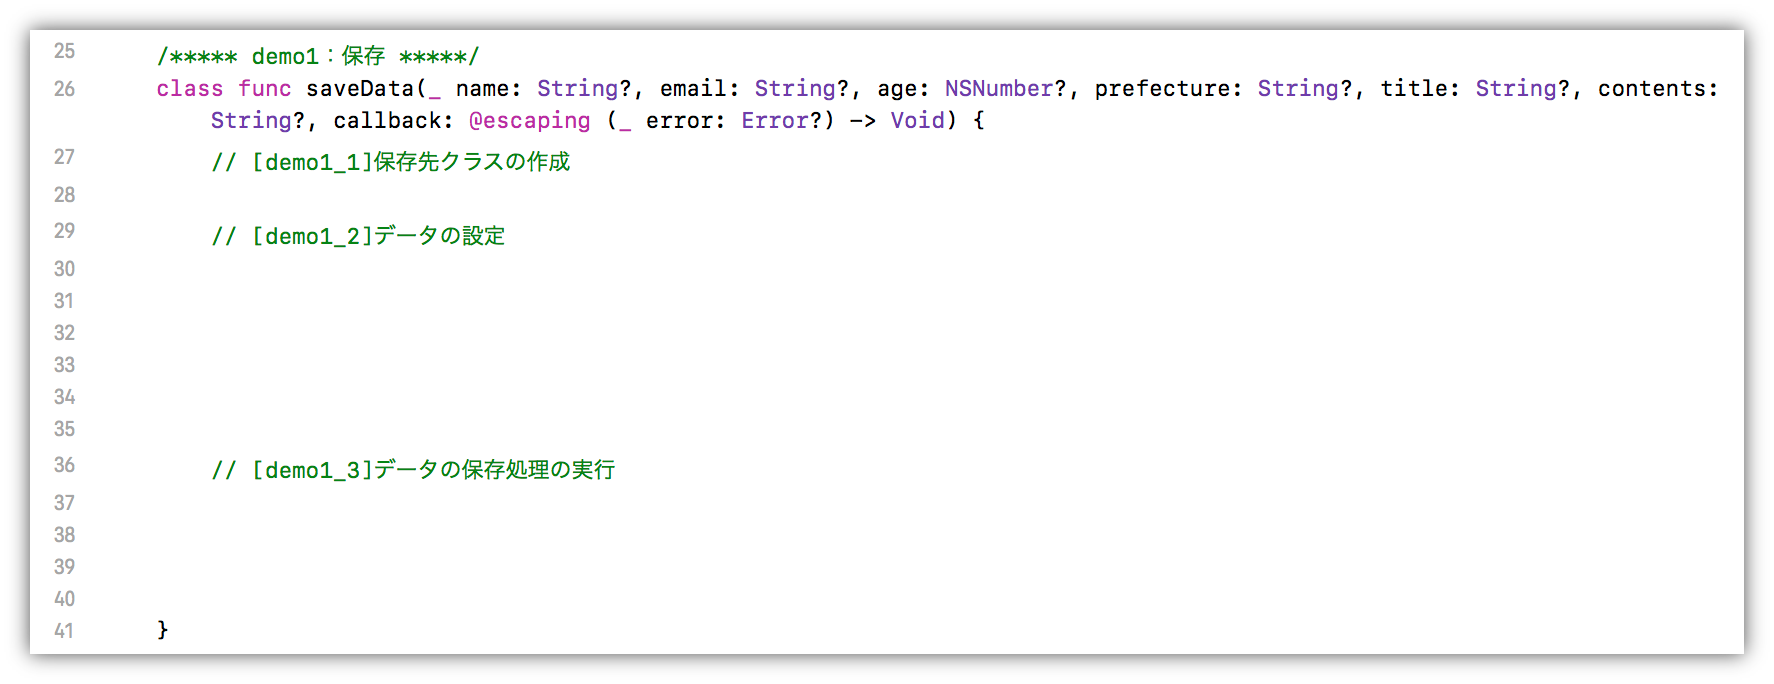 25 /***** demo1：保存 *****/
26 class func saveData(_ name: String?, email: String?, age: NSNumber?, prefecture: String?, title: String?, contents:
String?, callback: @escaping (_ error: Error?) -> Void) {
27 // [demo1_1]保存先クラスの作成
28
29 // [demo1_2]データの設定
30
31
32
33
34
35
36 // [demo1_3]データの保存処理の実行
37
38
39
40
41 }